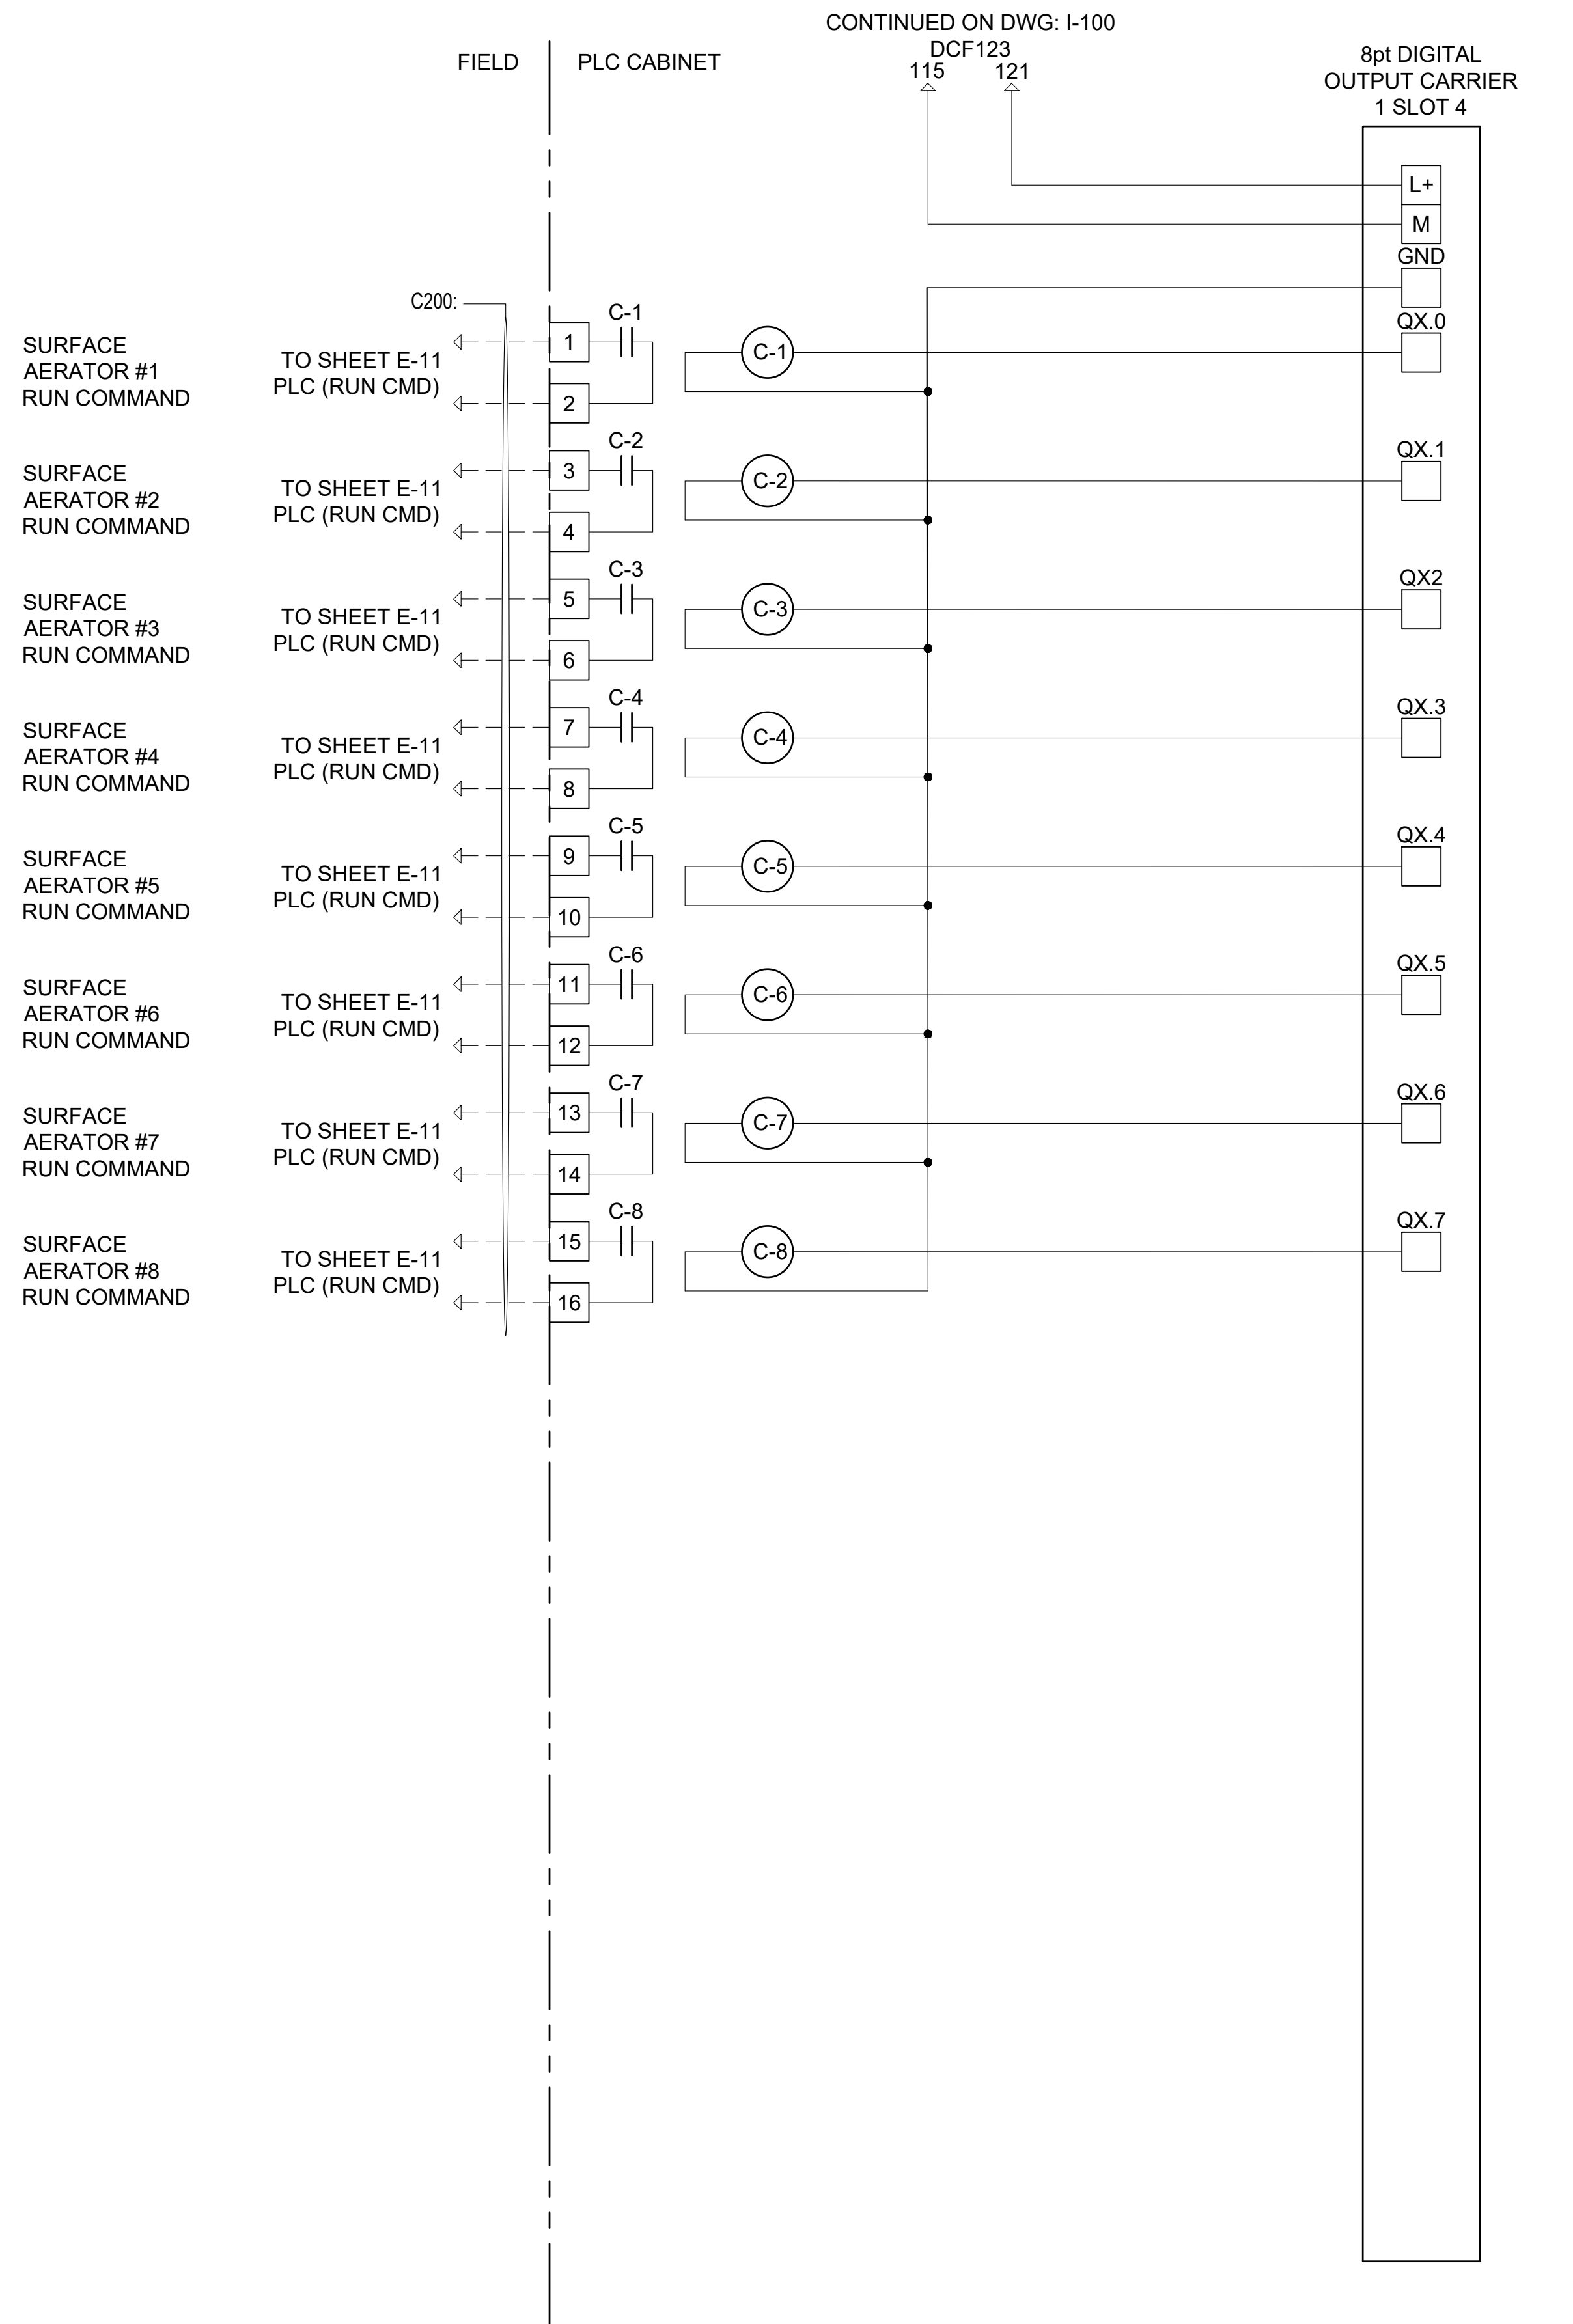 CONTINUED ON DWG: I-100
DCF123
115
121
FIELD
PLC CABINET
8pt DIGITAL
OUTPUT CARRIER
1 SLOT 4
L+
M
GND
C200:
SURFACE
AERATOR #1
RUN COMMAND
TO SHEET E-11
PLC (RUN CMD)
1
2
C-1
C-1
QX.0
SURFACE
AERATOR #2
RUN COMMAND
TO SHEET E-11
PLC (RUN CMD)
3
4
C-2
C-2
QX.1
SURFACE
AERATOR #3
RUN COMMAND
TO SHEET E-11
PLC (RUN CMD)
5
6
C-3
C-3
QX2
SURFACE
AERATOR #4
RUN COMMAND
TO SHEET E-11
PLC (RUN CMD)
7
8
C-4
C-4
QX.3
SURFACE
AERATOR #5
RUN COMMAND
TO SHEET E-11
PLC (RUN CMD)
9
10
C-5
C-5
QX.4
SURFACE
AERATOR #6
RUN COMMAND
TO SHEET E-11
PLC (RUN CMD)
11
12
C-6
C-6
QX.5
SURFACE
AERATOR #7
RUN COMMAND
TO SHEET E-11
PLC (RUN CMD)
13
14
C-7
C-7
QX.6
SURFACE
AERATOR #8
RUN COMMAND
TO SHEET E-11
PLC (RUN CMD)
15
16
C-8
C-8
QX.7